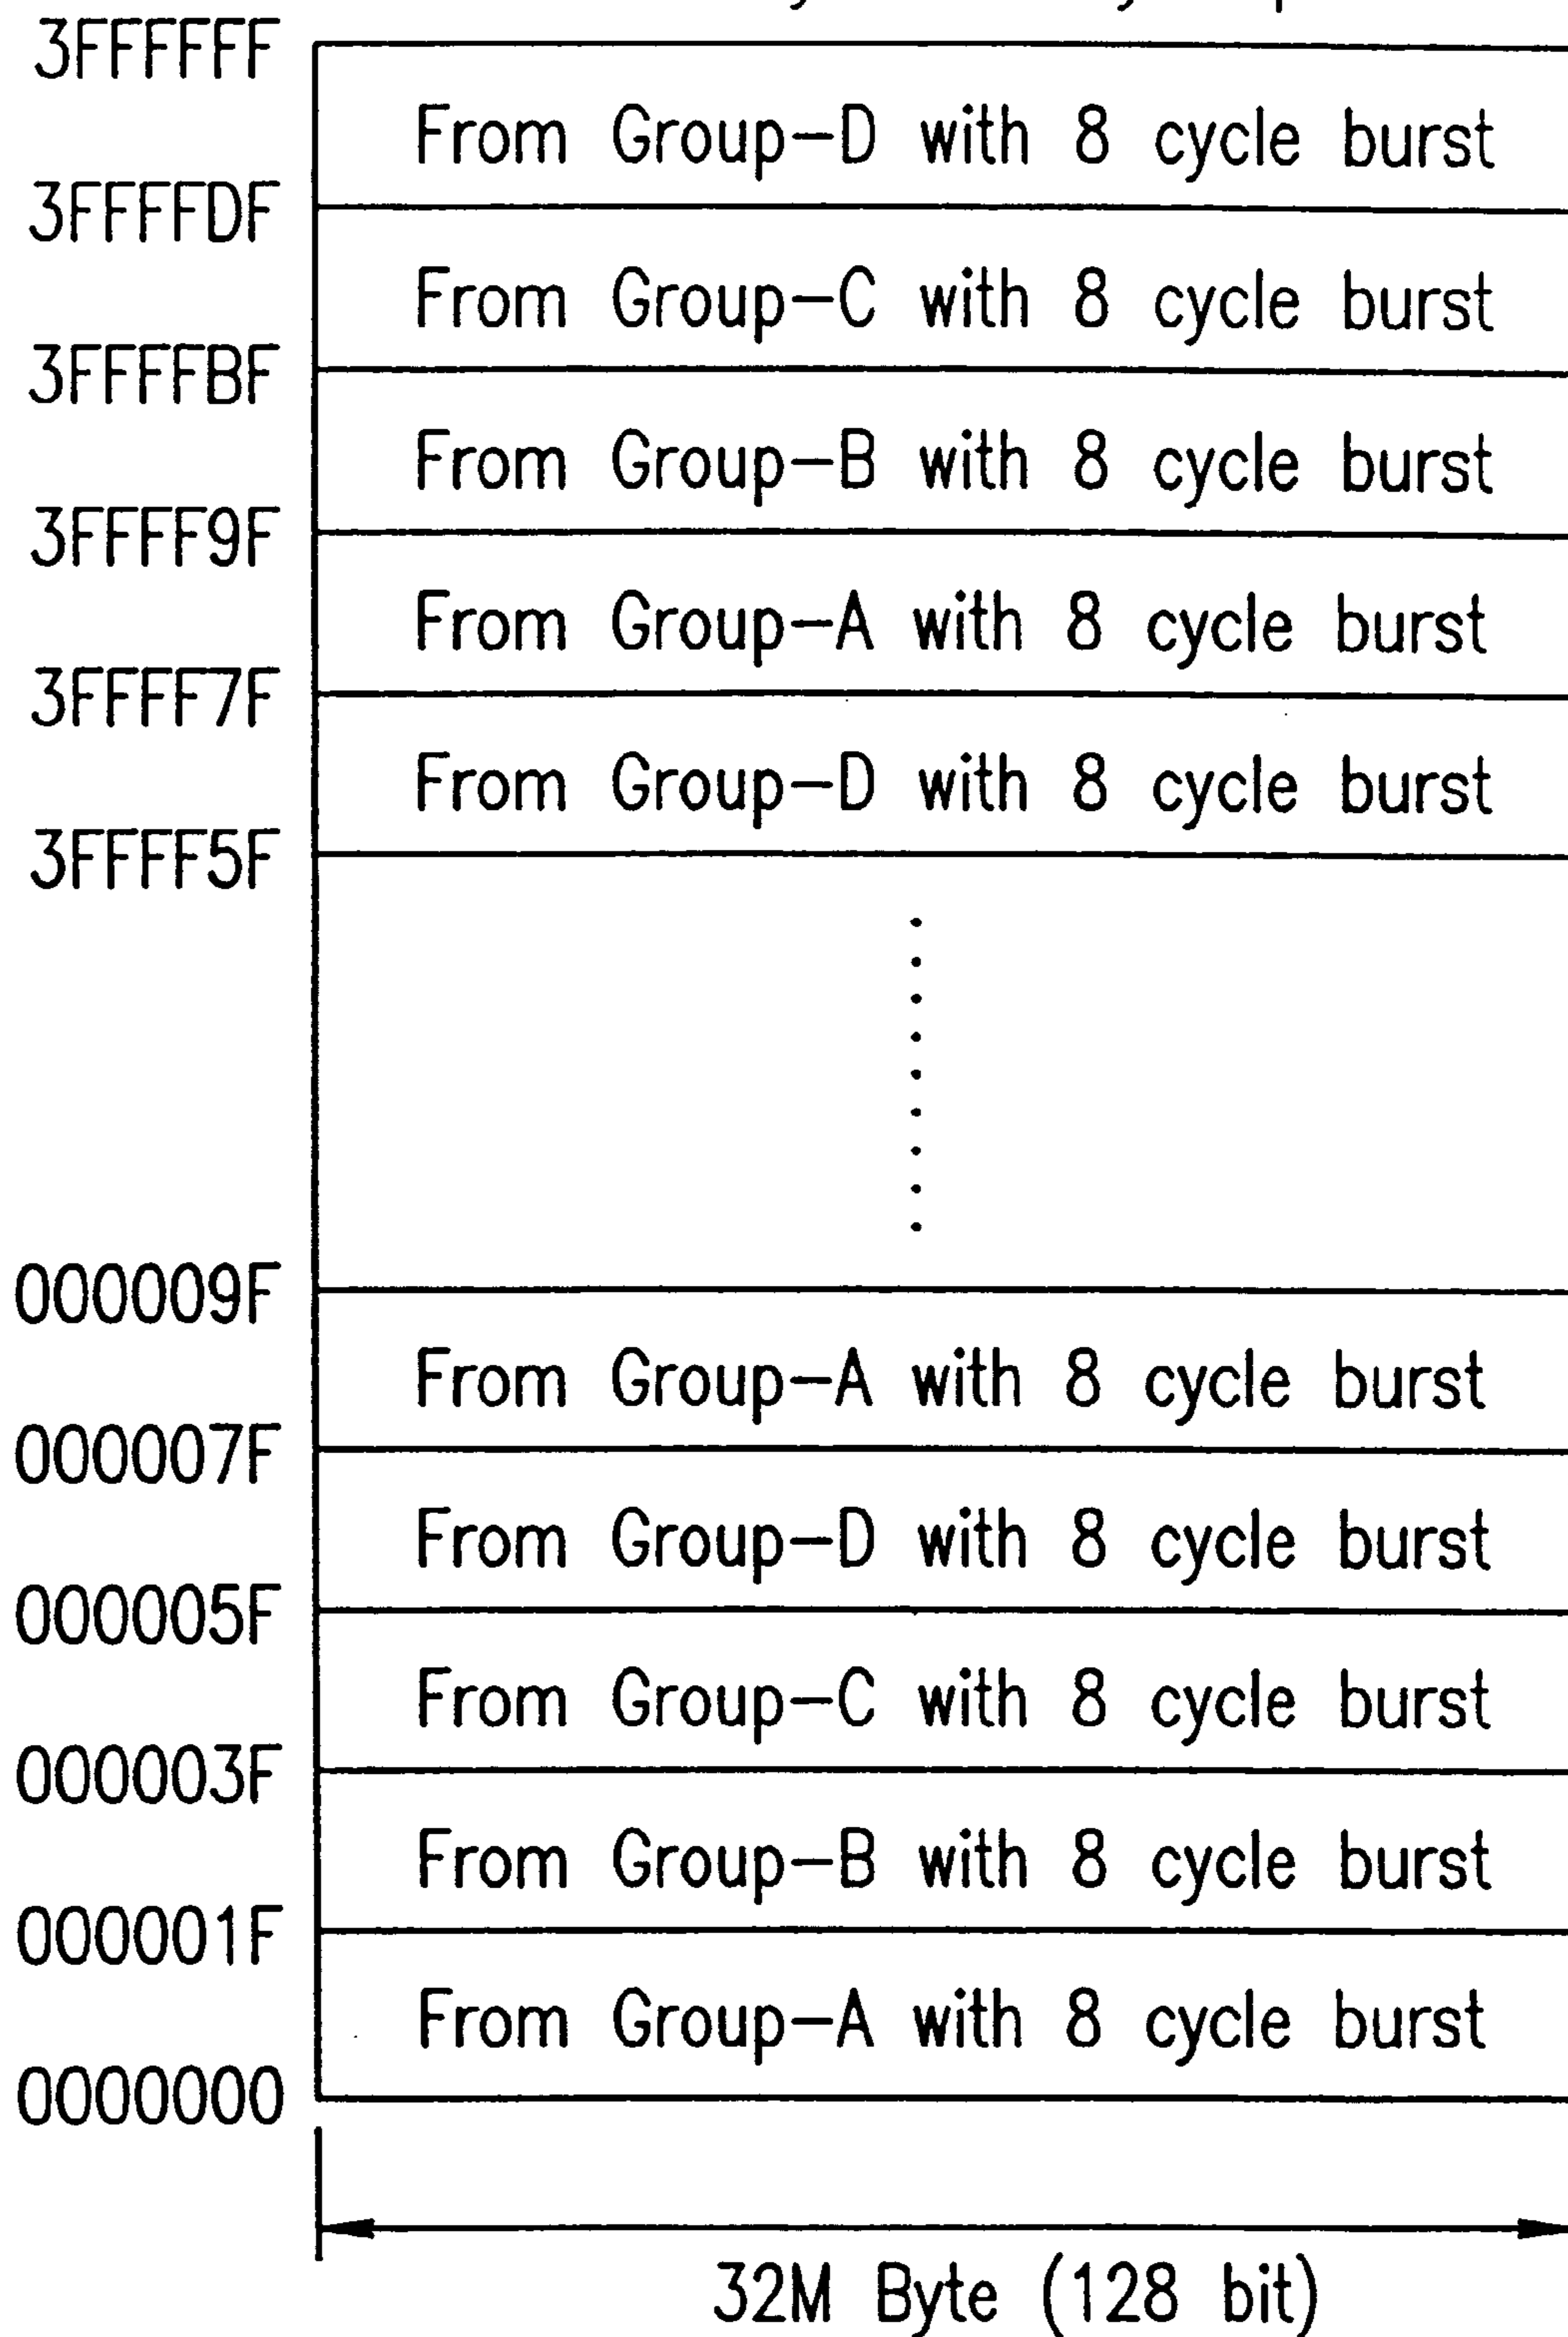 3FFFFFF
From Group-D with 8 cycle burst
3FFFFDF
From Group-C with 8 cycle burst
3FFFFBF
From Group-B with 8 cycle burst
3FFFF9F
From Group-A with 8 cycle burst
3FFFF7F
From Group-D with 8 cycle burst
3FFFF5F
000009F
From Group-A with 8 cycle burst
000007F
From Group-D with 8 cycle burst
000005F
From Group-C with 8 cycle burst
000003F
From Group-B with 8 cycle burst
000001F
From Group-A with 8 cycle burst
0000000
32M Byte (128 bit)